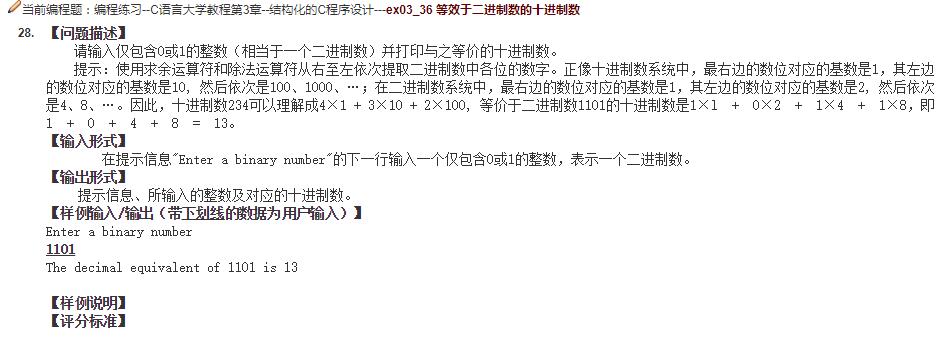 当前编程题：编程练习--C语言大学教程第3章--结构化的C程序设计---ex03_36 等效于二进制数的十进制数
28. 【问题描述】
请输入仅包含0或1的整数（相当于一个二进制数）并打印与之等价的十进制数。
提示：使用求余运算符和除法运算符从右至左依次提取二进制数中各位的数字。正像十进制数系统中，最右边的数位对应的基数是1，其左边
的数位对应的基数是10, 然后依次是100、1000、…；在二进制数系统中，最右边的数位对应的基数是1，其左边的数位对应的基数是2, 然后依次
是4、8、…。因此，十进制数234可以理解成4×1 + 3×10 + 2×100, 等价于二进制数1101的十进制数是1×1 + 0×2 + 1×4 + 1×8，即
1 + 0 + 4 + 8 = 13。
【输入形式】
在提示信息"Enter a binary number"的下一行输入一个仅包含0或1的整数，表示一个二进制数。
【输出形式】
提示信息、所输入的整数及对应的十进制数。
【样例输入/输出（带下划线的数据为用户输入）】
Enter a binary number
1101
The decimal equivalent of 1101 is 13
【样例说明】
【评分标准】